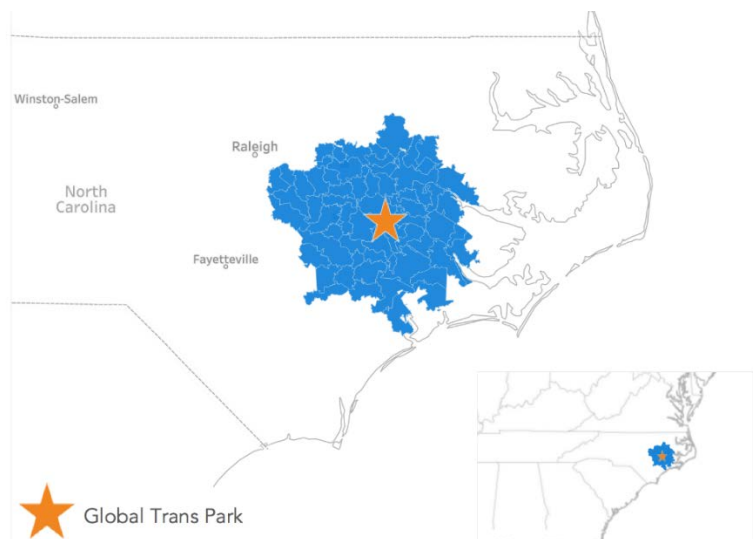 Winston-Salem
Raleigh
North
Carolina
Fayetteville
Global Trans Park